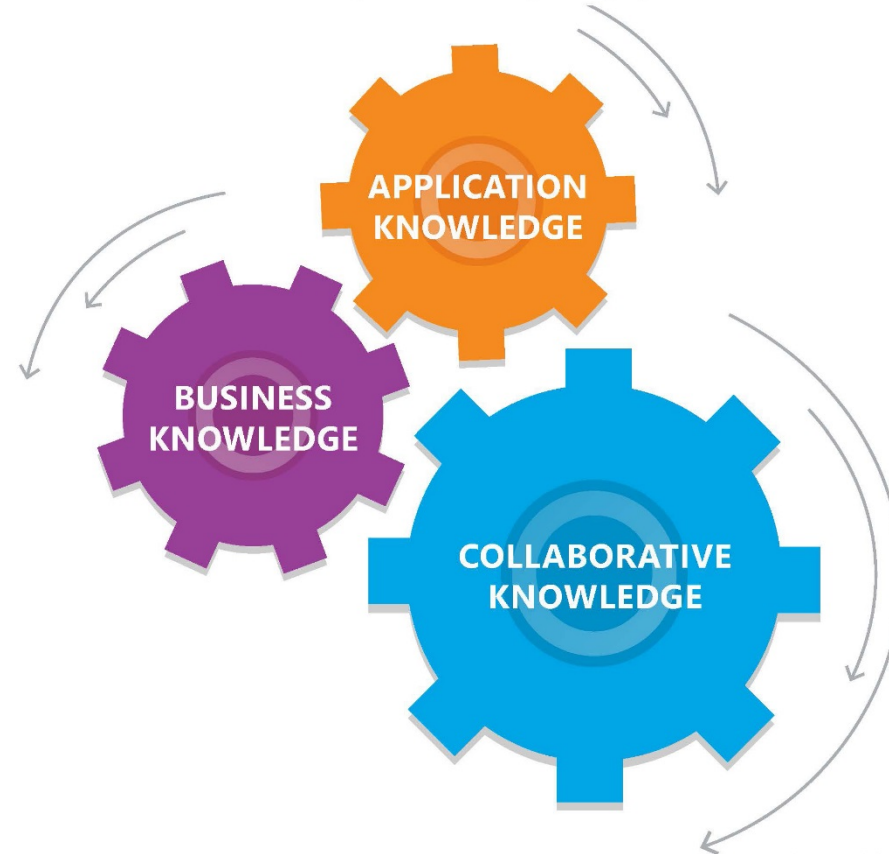 APPLICATION
KNOWLEDGE
BUSINESS
KNOWLEDGE
COLLABORATIVE
KNOWLEDGE